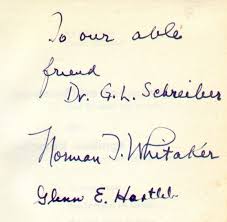 To our able
friend
Dr. G. L. Schreiber
Norman T. Whitaker
Glenn E. Hartleb